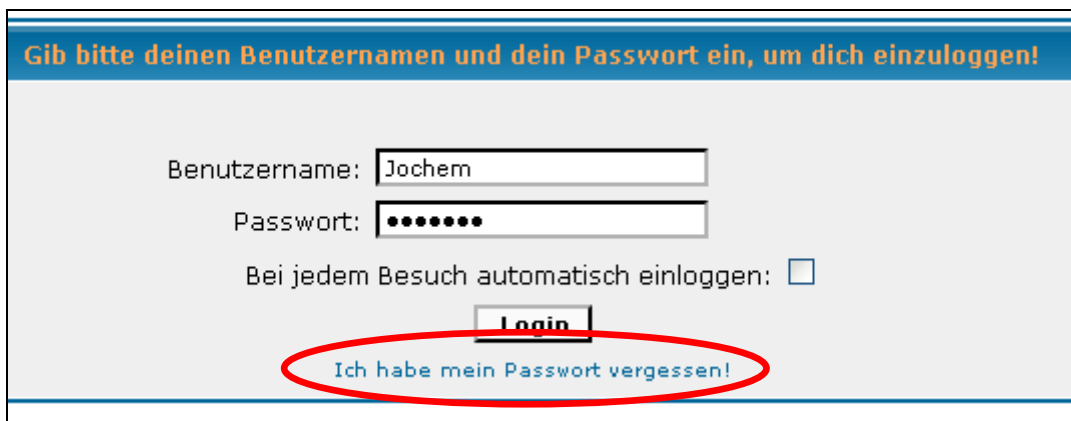 Gib bitte deinen Benutzernamen und dein Passwort ein, um dich einzuloggen!
Benutzername: Jochem
Passwort: •••••••
Bei jedem Besuch automatisch einloggen:
Login
Ich habe mein Passwort vergessen!